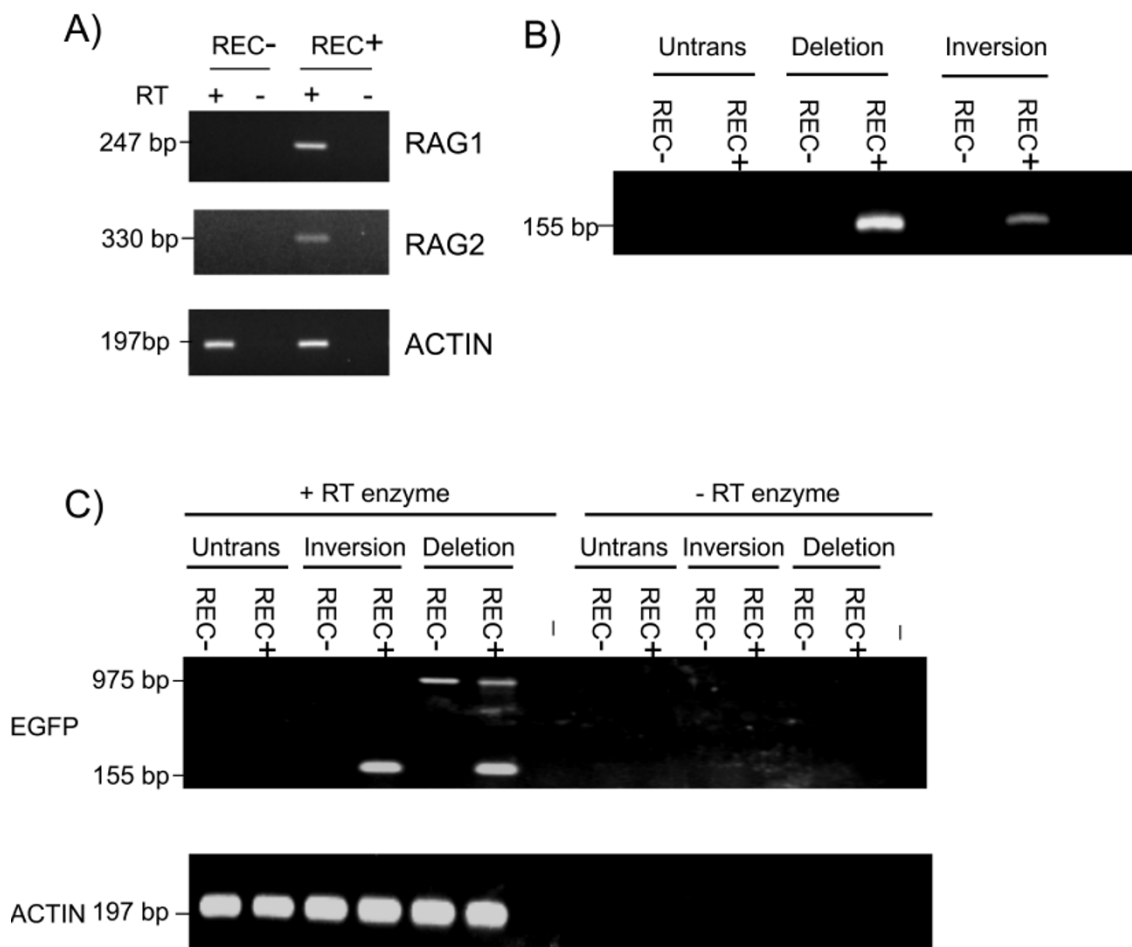 A)
REC- REC+
RT + - + -
247 bp RAG1
330 bp RAG2
197bp ACTIN
B)
Untrans Deletion Inversion
REC- REC+ REC- REC+ REC- REC+
155 bp
C)
+ RT enzyme - RT enzyme
Untrans Inversion Deletion Untrans Inversion Deletion
REC- REC+ REC- REC+ REC- REC+ – REC- REC+ REC- REC+ REC- REC+ –
975 bp
EGFP
155 bp
ACTIN 197 bp